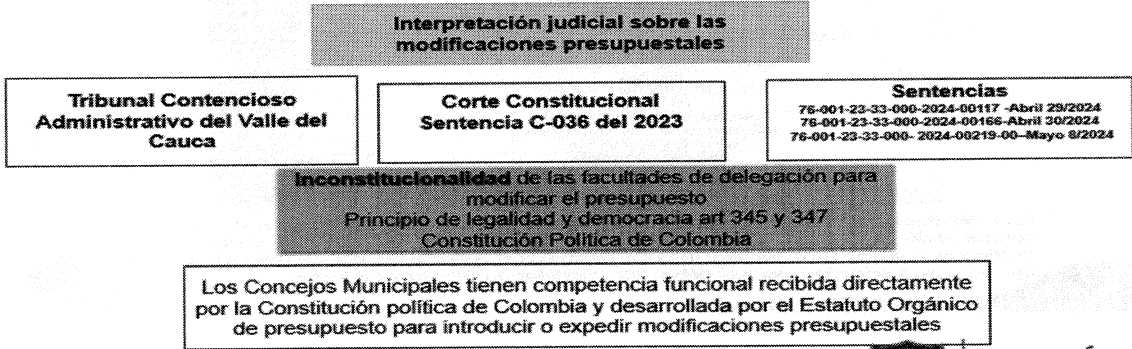 Interpretación judicial sobre las
modificaciones presupuestales
Tribunal Contencioso
Administrativo del Valle del
Cauca
Corte Constitucional
Sentencia C-036 del 2023
Sentencias
76-001-23-33-000-2024-00117 -Abril 29/2024
76-001-23-33-000-2024-00166-Abril 30/2024
76-001-23-33-000- 2024-00219-00--Mayo 8/2024
Inconstitucionalidad de las facultades de delegación para
modificar el presupuesto
Principio de legalidad y democracia art 345 y 347
Constitución Política de Colombia
Los Concejos Municipales tienen competencia funcional recibida directamente
por la Constitución política de Colombia y desarrollada por el Estatuto Orgánico
de presupuesto para introducir o expedir modificaciones presupuestales